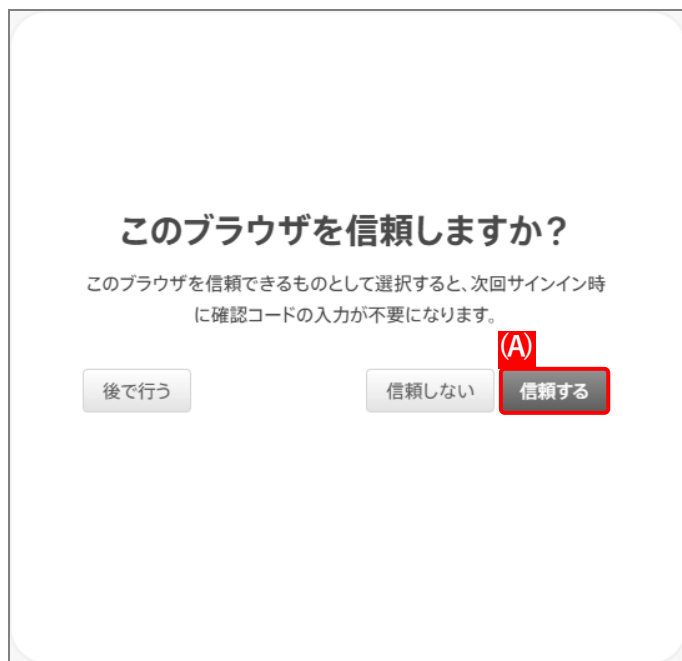 このブラウザを信頼しますか？
このブラウザを信頼できるものとして選択すると、次回サインイン時
に確認コードの入力が不要になります。
(A)
後で行う
信頼しない
信頼する